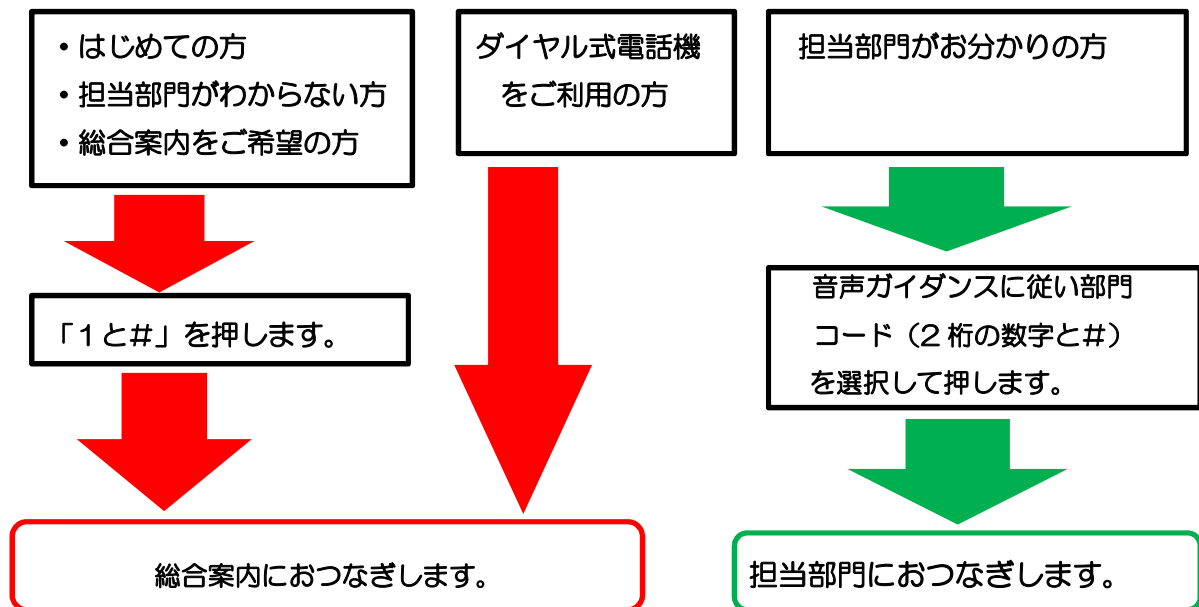 ・はじめての方
・担当部門がわからない方
・総合案内をご希望の方
「1と#」を押します。
ダイヤル式電話機
をご利用の方
総合案内におつなぎします。
担当部門がお分かりの方
音声ガイダンスに従い部門
コード（2桁の数字と#）
を選択して押します。
担当部門におつなぎします。